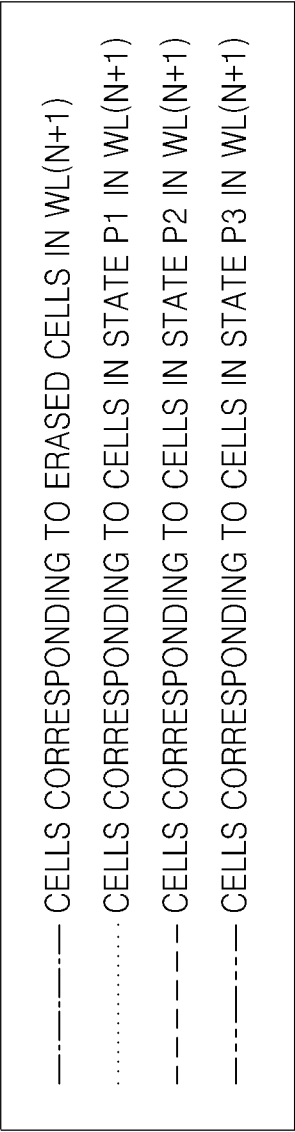 CELLS CORRESPONDING TO ERASED CELLS IN WL(N+1)
CELLS CORRESPONDING TO CELLS IN STATE P1 IN WL(N+1)
CELLS CORRESPONDING TO CELLS IN STATE P2 IN WL(N+1)
CELLS CORRESPONDING TO CELLS IN STATE P3 IN WL(N+1)